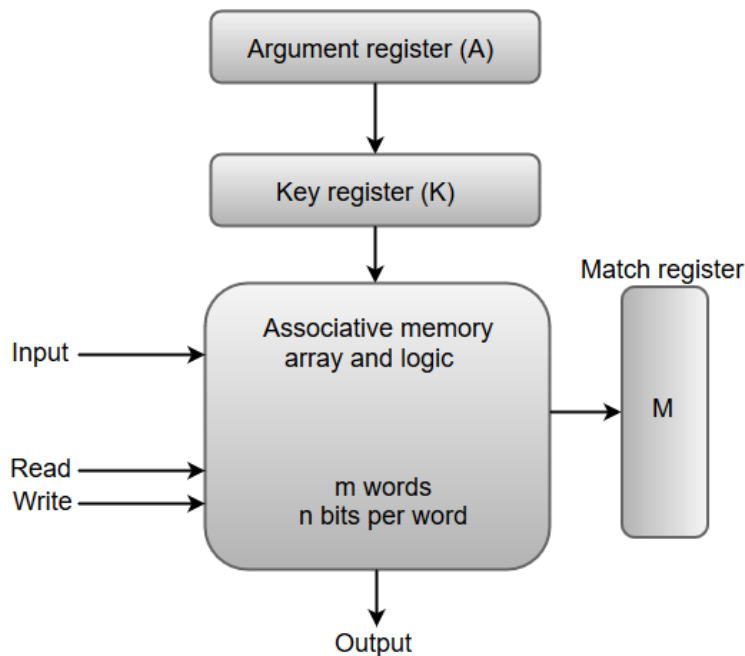 Argument register (A)
Key register (K)
Match register
Associative memory
array and logic
Input
M
Read
Write
m words
n bits per word
Output